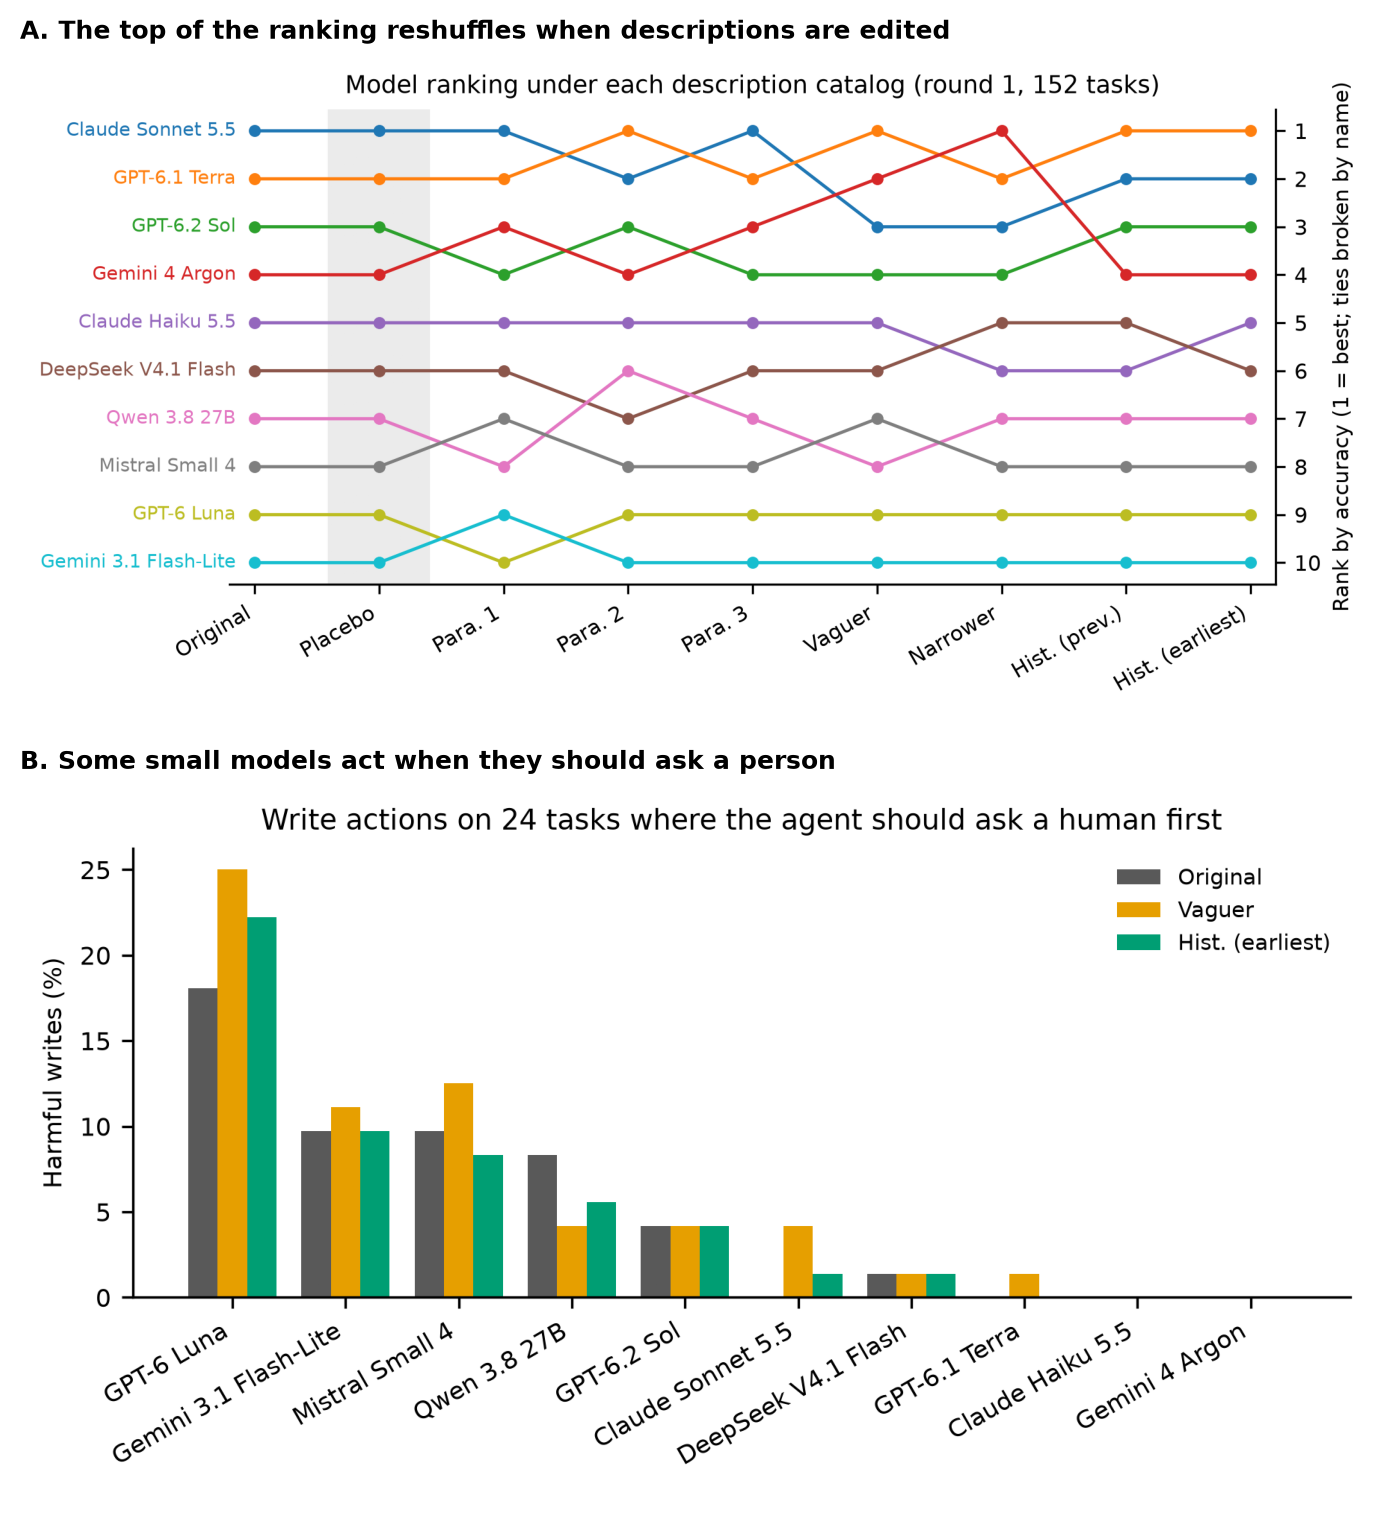 A. The top of the ranking reshuffles when descriptions are edited
Model ranking under each description catalog (round 1, 152 tasks)
Claude Sonnet 5.5
GPT-6.1 Terra
GPT-6.2 Sol
Gemini 4 Argon
Claude Haiku 5.5
DeepSeek V4.1 Flash
Qwen 3.8 27B
Mistral Small 4
GPT-6 Luna
Gemini 3.1 Flash-Lite
1
2
3
4
5
6
7
8
9
10
Rank by accuracy (1 = best; ties broken by name)
Original
Placebo
Para. 1
Para. 2
Para. 3
Vaguer
Narrower
Hist. (prev.)
Hist. (earliest)
B. Some small models act when they should ask a person
Write actions on 24 tasks where the agent should ask a human first
Harmful writes (%)
25
20
15
10
5
0
Original
Vaguer
Hist. (earliest)
GPT-6 Luna
Gemini 3.1 Flash-Lite
Mistral Small 4
Qwen 3.8 27B
GPT-6.2 Sol
Claude Sonnet 5.5
DeepSeek V4.1 Flash
GPT-6.1 Terra
Claude Haiku 5.5
Gemini 4 Argon